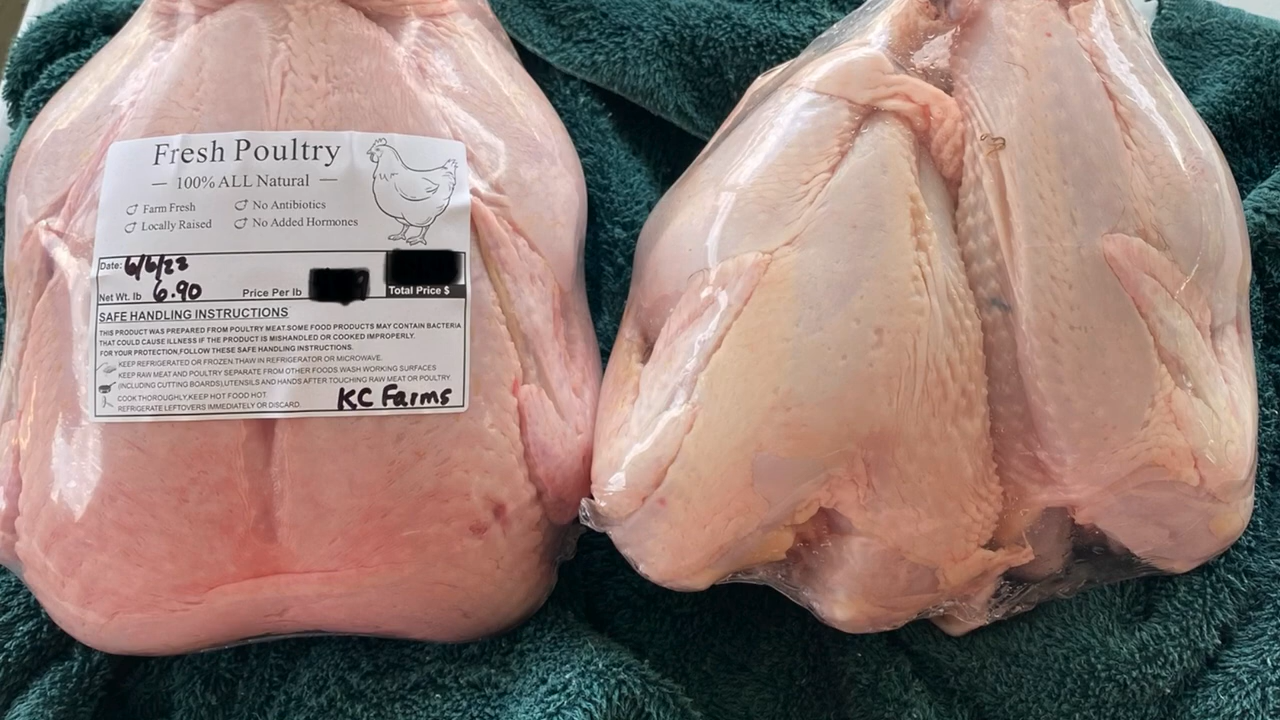 Fresh Poultry
— 100% ALL Natural —
Farm Fresh
No Antibiotics
Locally Raised
No Added Hormones
Date: 6/6/23
Net Wt. lb 6.90
Price Per lb
Total Price $
SAFE HANDLING INSTRUCTIONS
THIS PRODUCT WAS PREPARED FROM POULTRY MEAT.SOME FOOD PRODUCTS MAY CONTAIN BACTERIA
THAT COULD CAUSE ILLNESS IF THE PRODUCT IS MISHANDLED OR COOKED IMPROPERLY.
FOR YOUR PROTECTION,FOLLOW THESE SAFE HANDLING INSTRUCTIONS.
KEEP REFRIGERATED OR FROZEN.THAW IN REFRIGERATOR OR MICROWAVE.
KEEP RAW MEAT AND POULTRY SEPARATE FROM OTHER FOODS WASH WORKING SURFACES
(INCLUDING CUTTING BOARDS),UTENSILS AND HANDS AFTER TOUCHING RAW MEAT OR POULTRY.
COOK THOROUGHLY,KEEP HOT FOOD HOT.
REFRIGERATE LEFTOVERS IMMEDIATELY OR DISCARD.
KC Farms